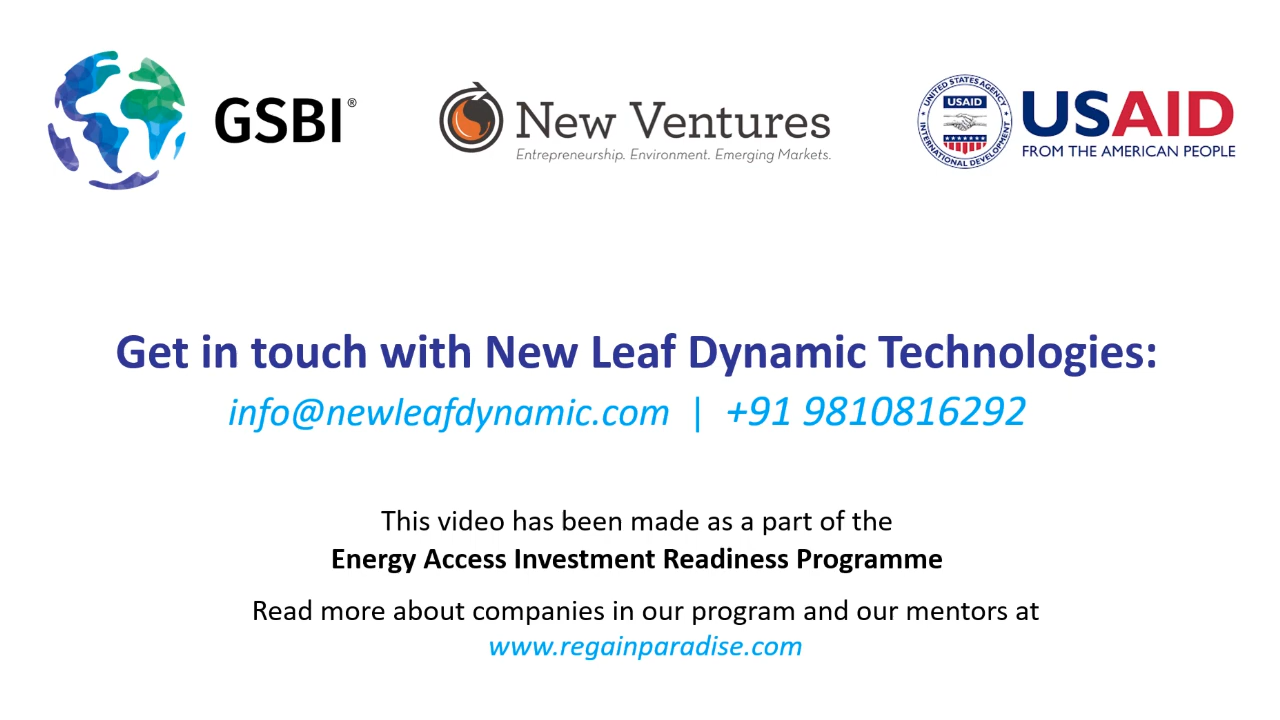 GSBI®
New Ventures
Entrepreneurship. Environment. Emerging Markets.
UNITED STATES AGENCY
USAID
INTERNATIONAL DEVELOPMENT
USAID
FROM THE AMERICAN PEOPLE
Get in touch with New Leaf Dynamic Technologies:
info@newleafdynamic.com | +91 9810816292
This video has been made as a part of the
Energy Access Investment Readiness Programme
Read more about companies in our program and our mentors at
www.regainparadise.com